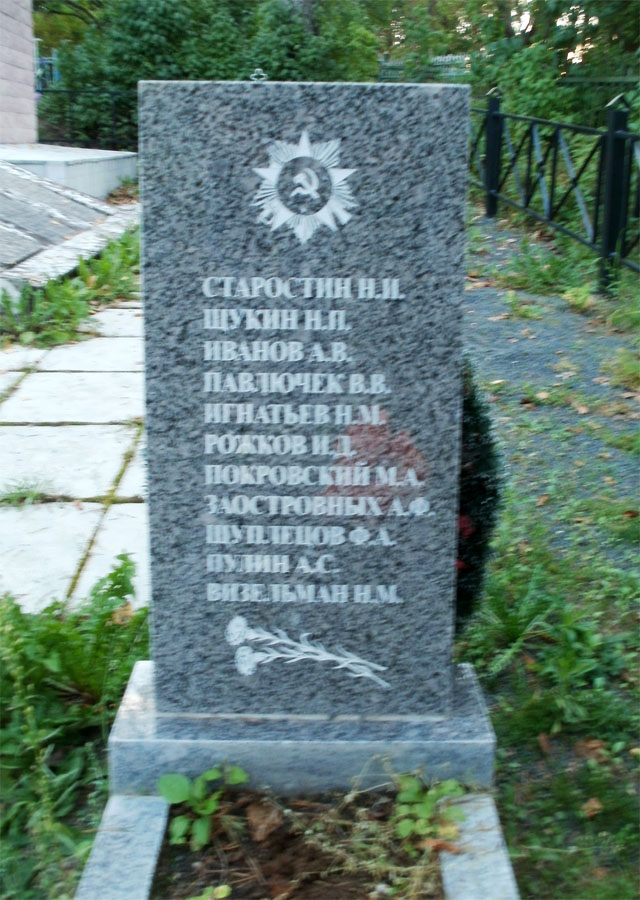 СТАРОСТИН Н.И.
ЩУКИН Н.П.
ИВАНОВ А.В.
ПАВЛЮЧЕК В.В.
ИГНАТЬЕВ Н.М.
РОЖКОВ И.Д.
ПОКРОВСКИЙ М.А.
ЗАОСТРОВНЫХ А.Ф.
ШУПЛЕЦОВ Ф.А.
ПУЛИН А.С.
ВИЗЕЛЬМАН Н.М.